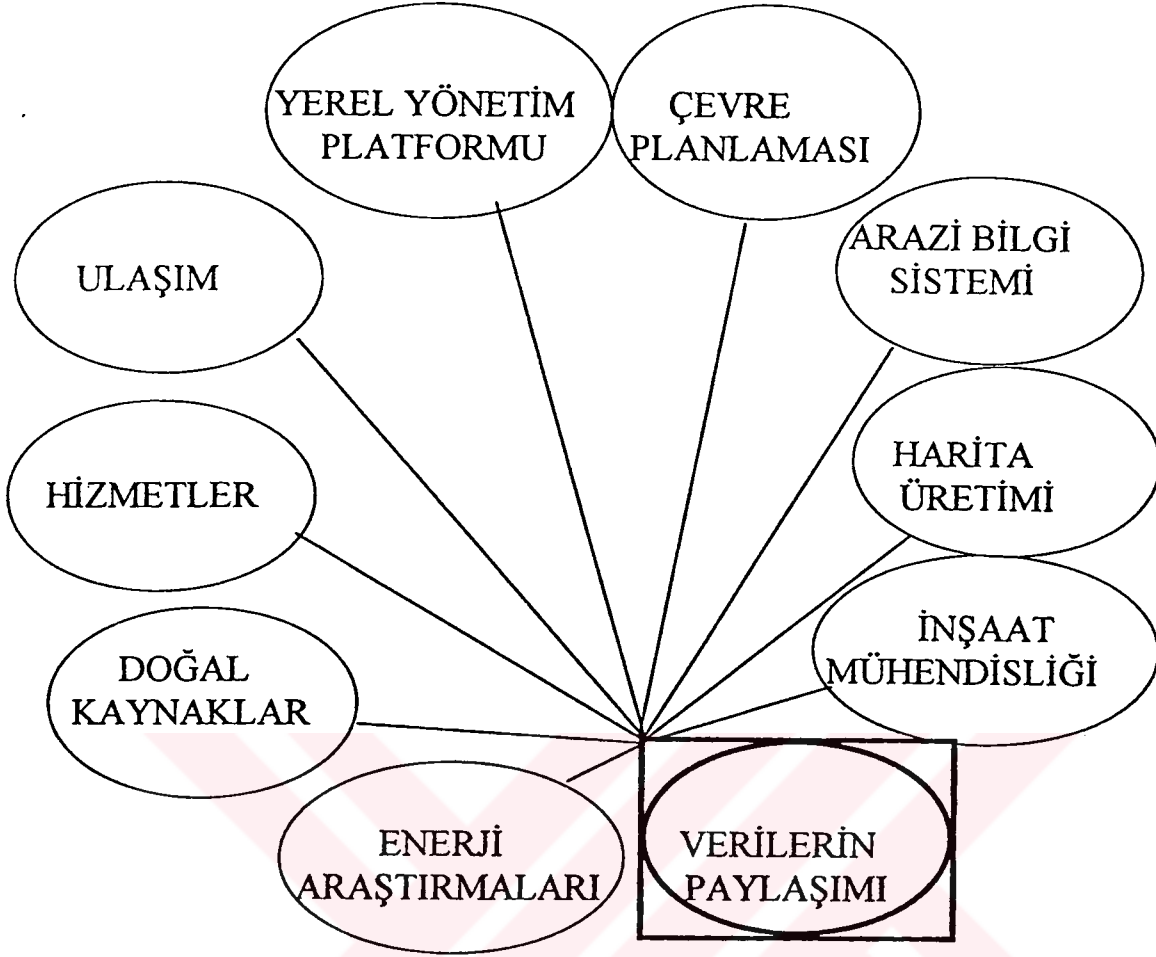 YEREL YÖNETİM
PLATFORMU
ÇEVRE
PLANLAMASI
ULAŞIM
ARAZİ BİLGİ
SİSTEMİ
HİZMETLER
HARİTA
ÜRETİMİ
DOĞAL
KAYNAKLAR
İNŞAAT
MÜHENDİSLİĞİ
ENERJİ
ARAŞTIRMALARI
VERİLERİN
PAYLAŞIMI